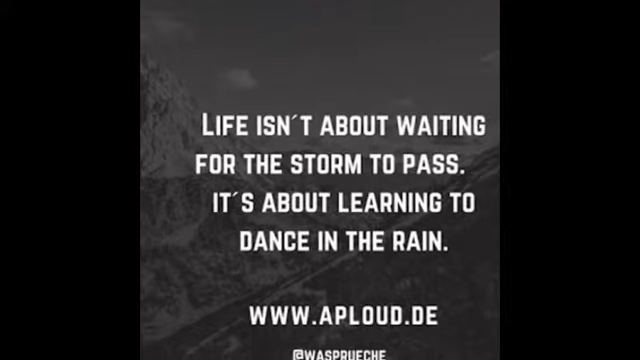 LIFE ISN´T ABOUT WAITING
FOR THE STORM TO PASS.
IT´S ABOUT LEARNING TO
DANCE IN THE RAIN.
WWW.APLOUD.DE
@WASPRUECHE